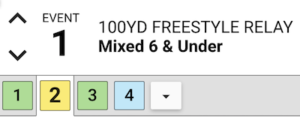 EVENT
1
100YD FREESTYLE RELAY
Mixed 6 & Under
1 2 3 4